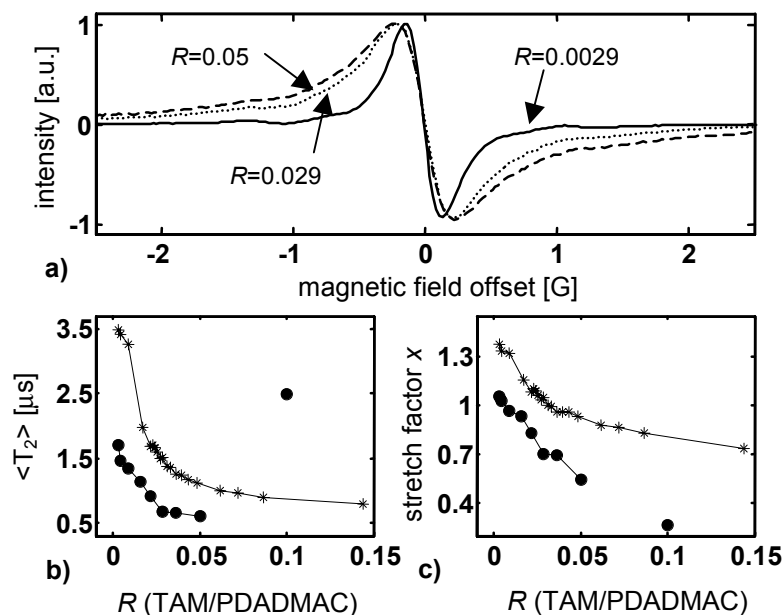 1
R=0.05
R=0.0029
intensity [a.u.]
0
R=0.029
-1
-2 -1 0 1 2
a)
magnetic field offset [G]
3.5
2.5
1.5
0.5
<T2> [µs]
0 0.05 0.1 0.15
b)
R (TAM/PDADMAC)
1.3
1
0.7
0.4
stretch factor x
0 0.05 0.1 0.15
c)
R (TAM/PDADMAC)